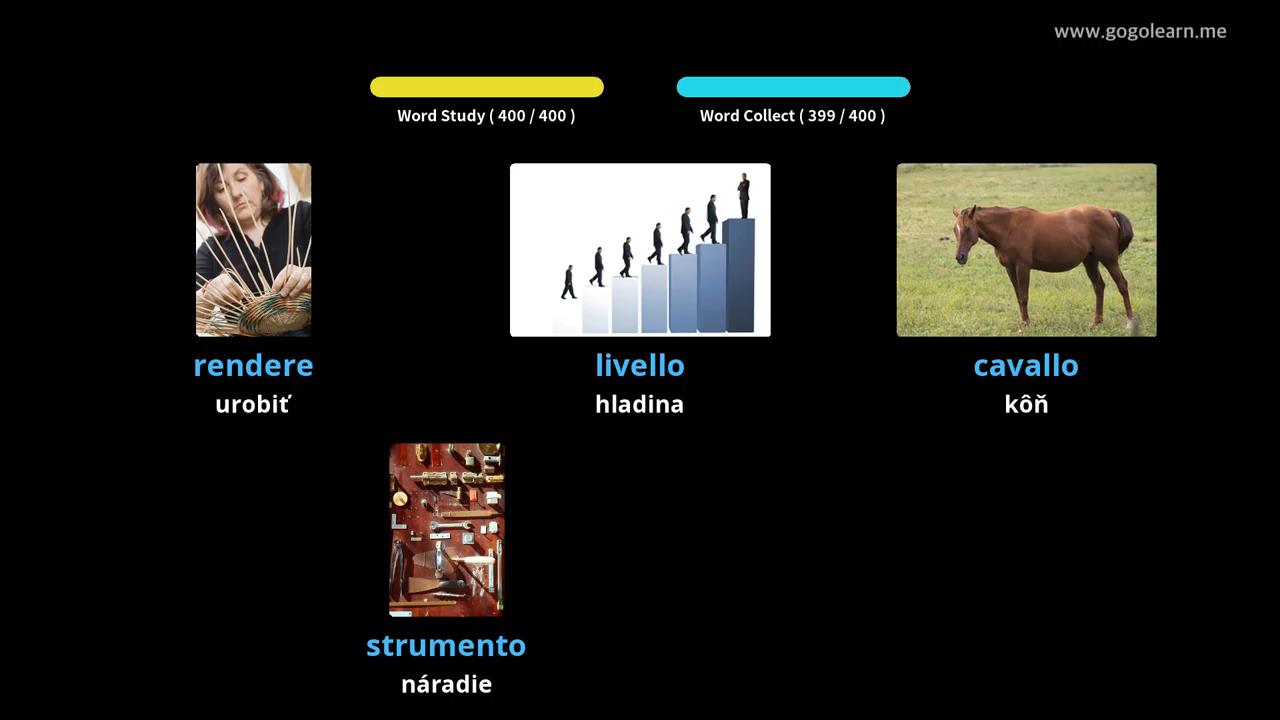 www.gogolearn.me
Word Study ( 400 / 400 )
Word Collect ( 399 / 400 )
rendere
urobiť
livello
hladina
cavallo
kôň
strumento
náradie